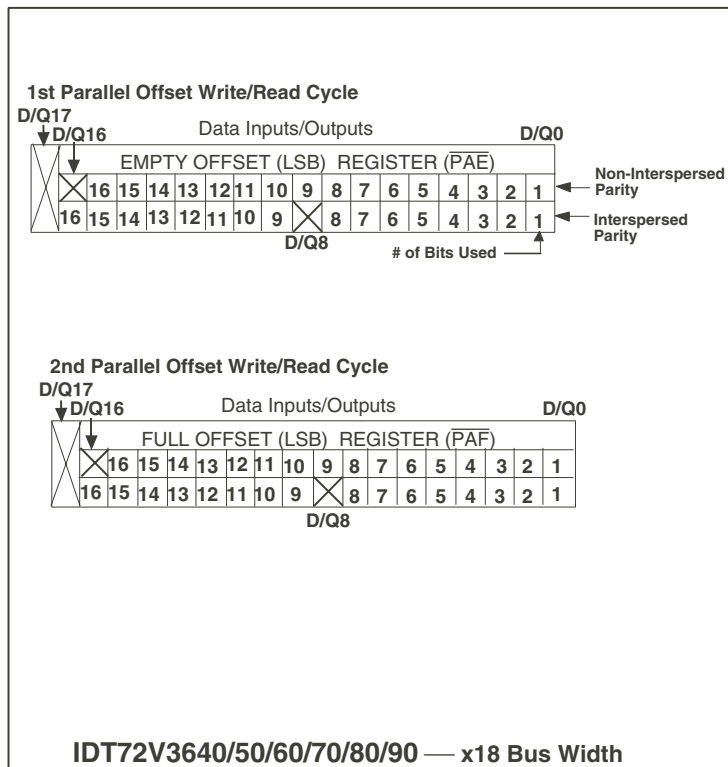 1st Parallel Offset Write/Read Cycle
D/Q17
D/Q16
Data Inputs/Outputs
D/Q0
EMPTY OFFSET (LSB) REGISTER (PAE)
16 15 14 13 12 11 10 9 8 7 6 5 4 3 2 1
Non-Interspersed
Parity
16 15 14 13 12 11 10 9 8 7 6 5 4 3 2 1
Interspersed
Parity
D/Q8
# of Bits Used
2nd Parallel Offset Write/Read Cycle
D/Q17
D/Q16
Data Inputs/Outputs
D/Q0
FULL OFFSET (LSB) REGISTER (PAF)
16 15 14 13 12 11 10 9 8 7 6 5 4 3 2 1
16 15 14 13 12 11 10 9 8 7 6 5 4 3 2 1
D/Q8
IDT72V3640/50/60/70/80/90 — x18 Bus Width